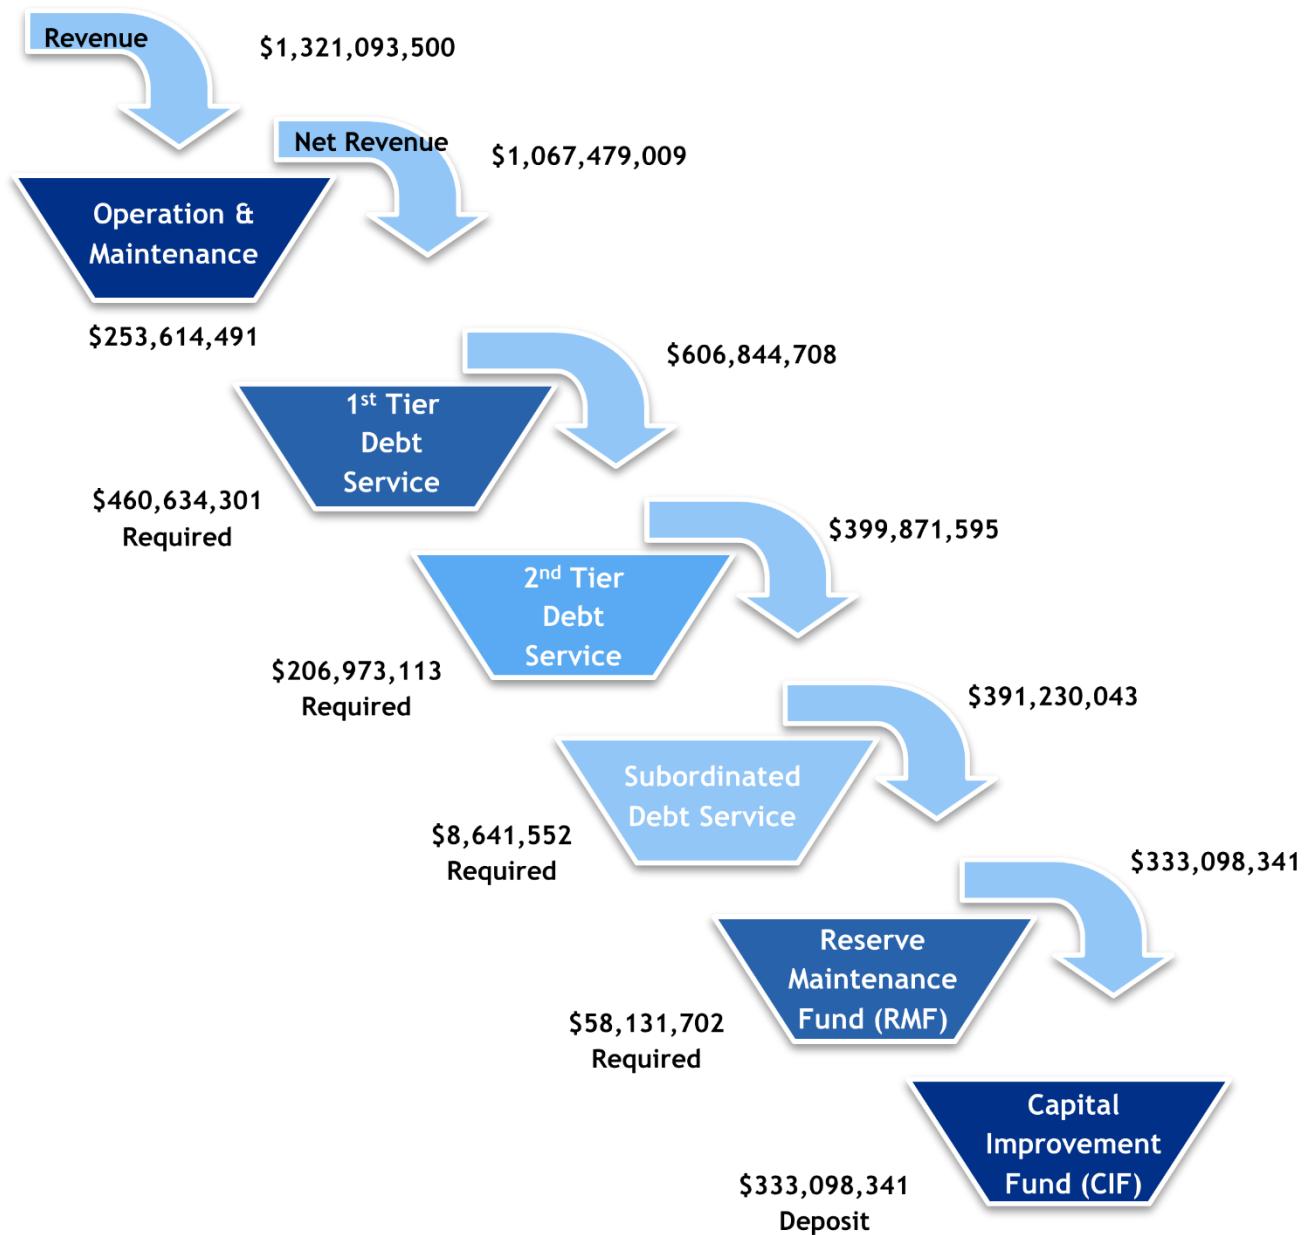 Revenue
$1,321,093,500
Net Revenue
$1,067,479,009
Operation &
Maintenance
$253,614,491
$606,844,708
1st Tier
Debt
Service
$460,634,301
Required
$399,871,595
2nd Tier
Debt
Service
$206,973,113
Required
$391,230,043
Subordinated
Debt Service
$8,641,552
Required
$333,098,341
Reserve
Maintenance
Fund (RMF)
$58,131,702
Required
Capital
Improvement
Fund (CIF)
$333,098,341
Deposit